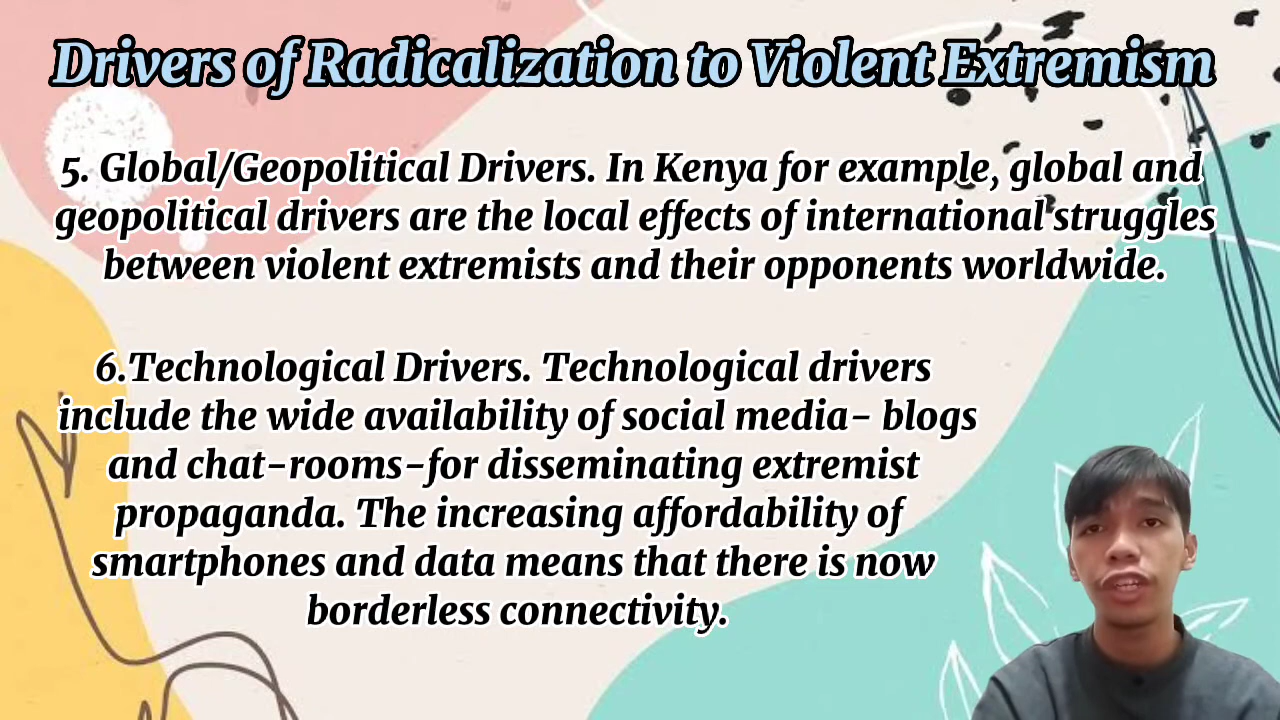 Drivers of Radicalization to Violent Extremism
5. Global/Geopolitical Drivers. In Kenya for example, global and
geopolitical drivers are the local effects of international struggles
between violent extremists and their opponents worldwide.
6.Technological Drivers. Technological drivers
include the wide availability of social media– blogs
and chat–rooms–for disseminating extremist
propaganda. The increasing affordability of
smartphones and data means that there is now
borderless connectivity.